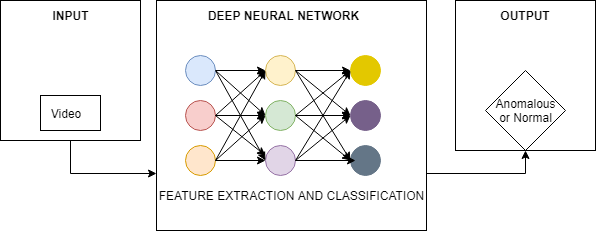 INPUT
DEEP NEURAL NETWORK
OUTPUT
Video
Anomalous
or Normal
FEATURE EXTRACTION AND CLASSIFICATION